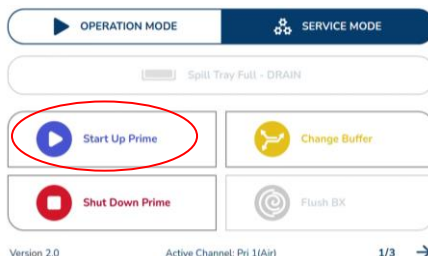 OPERATION MODE SERVICE MODE
Spill Tray Full - DRAIN
Start Up Prime Change Buffer
Shut Down Prime Flush BX
Version 2.0 Active Channel: Pri 1(Air) 1/3